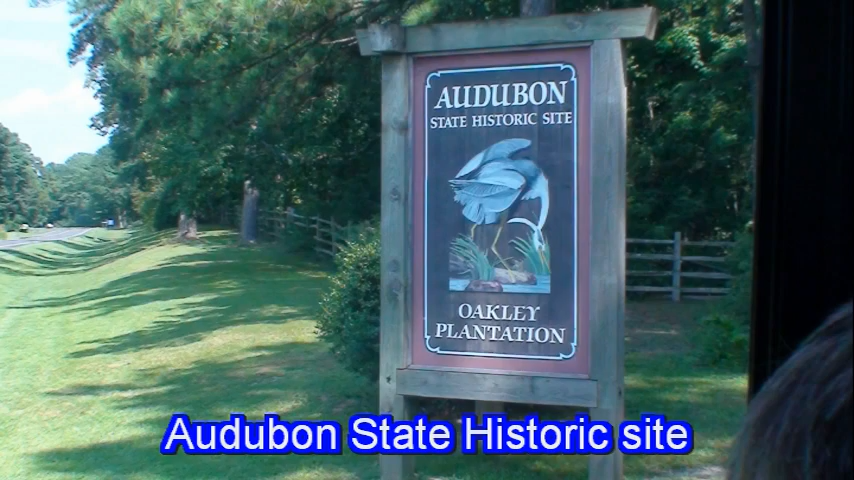 AUDUBON
STATE HISTORIC SITE
OAKLEY
PLANTATION
Audubon State Historic site